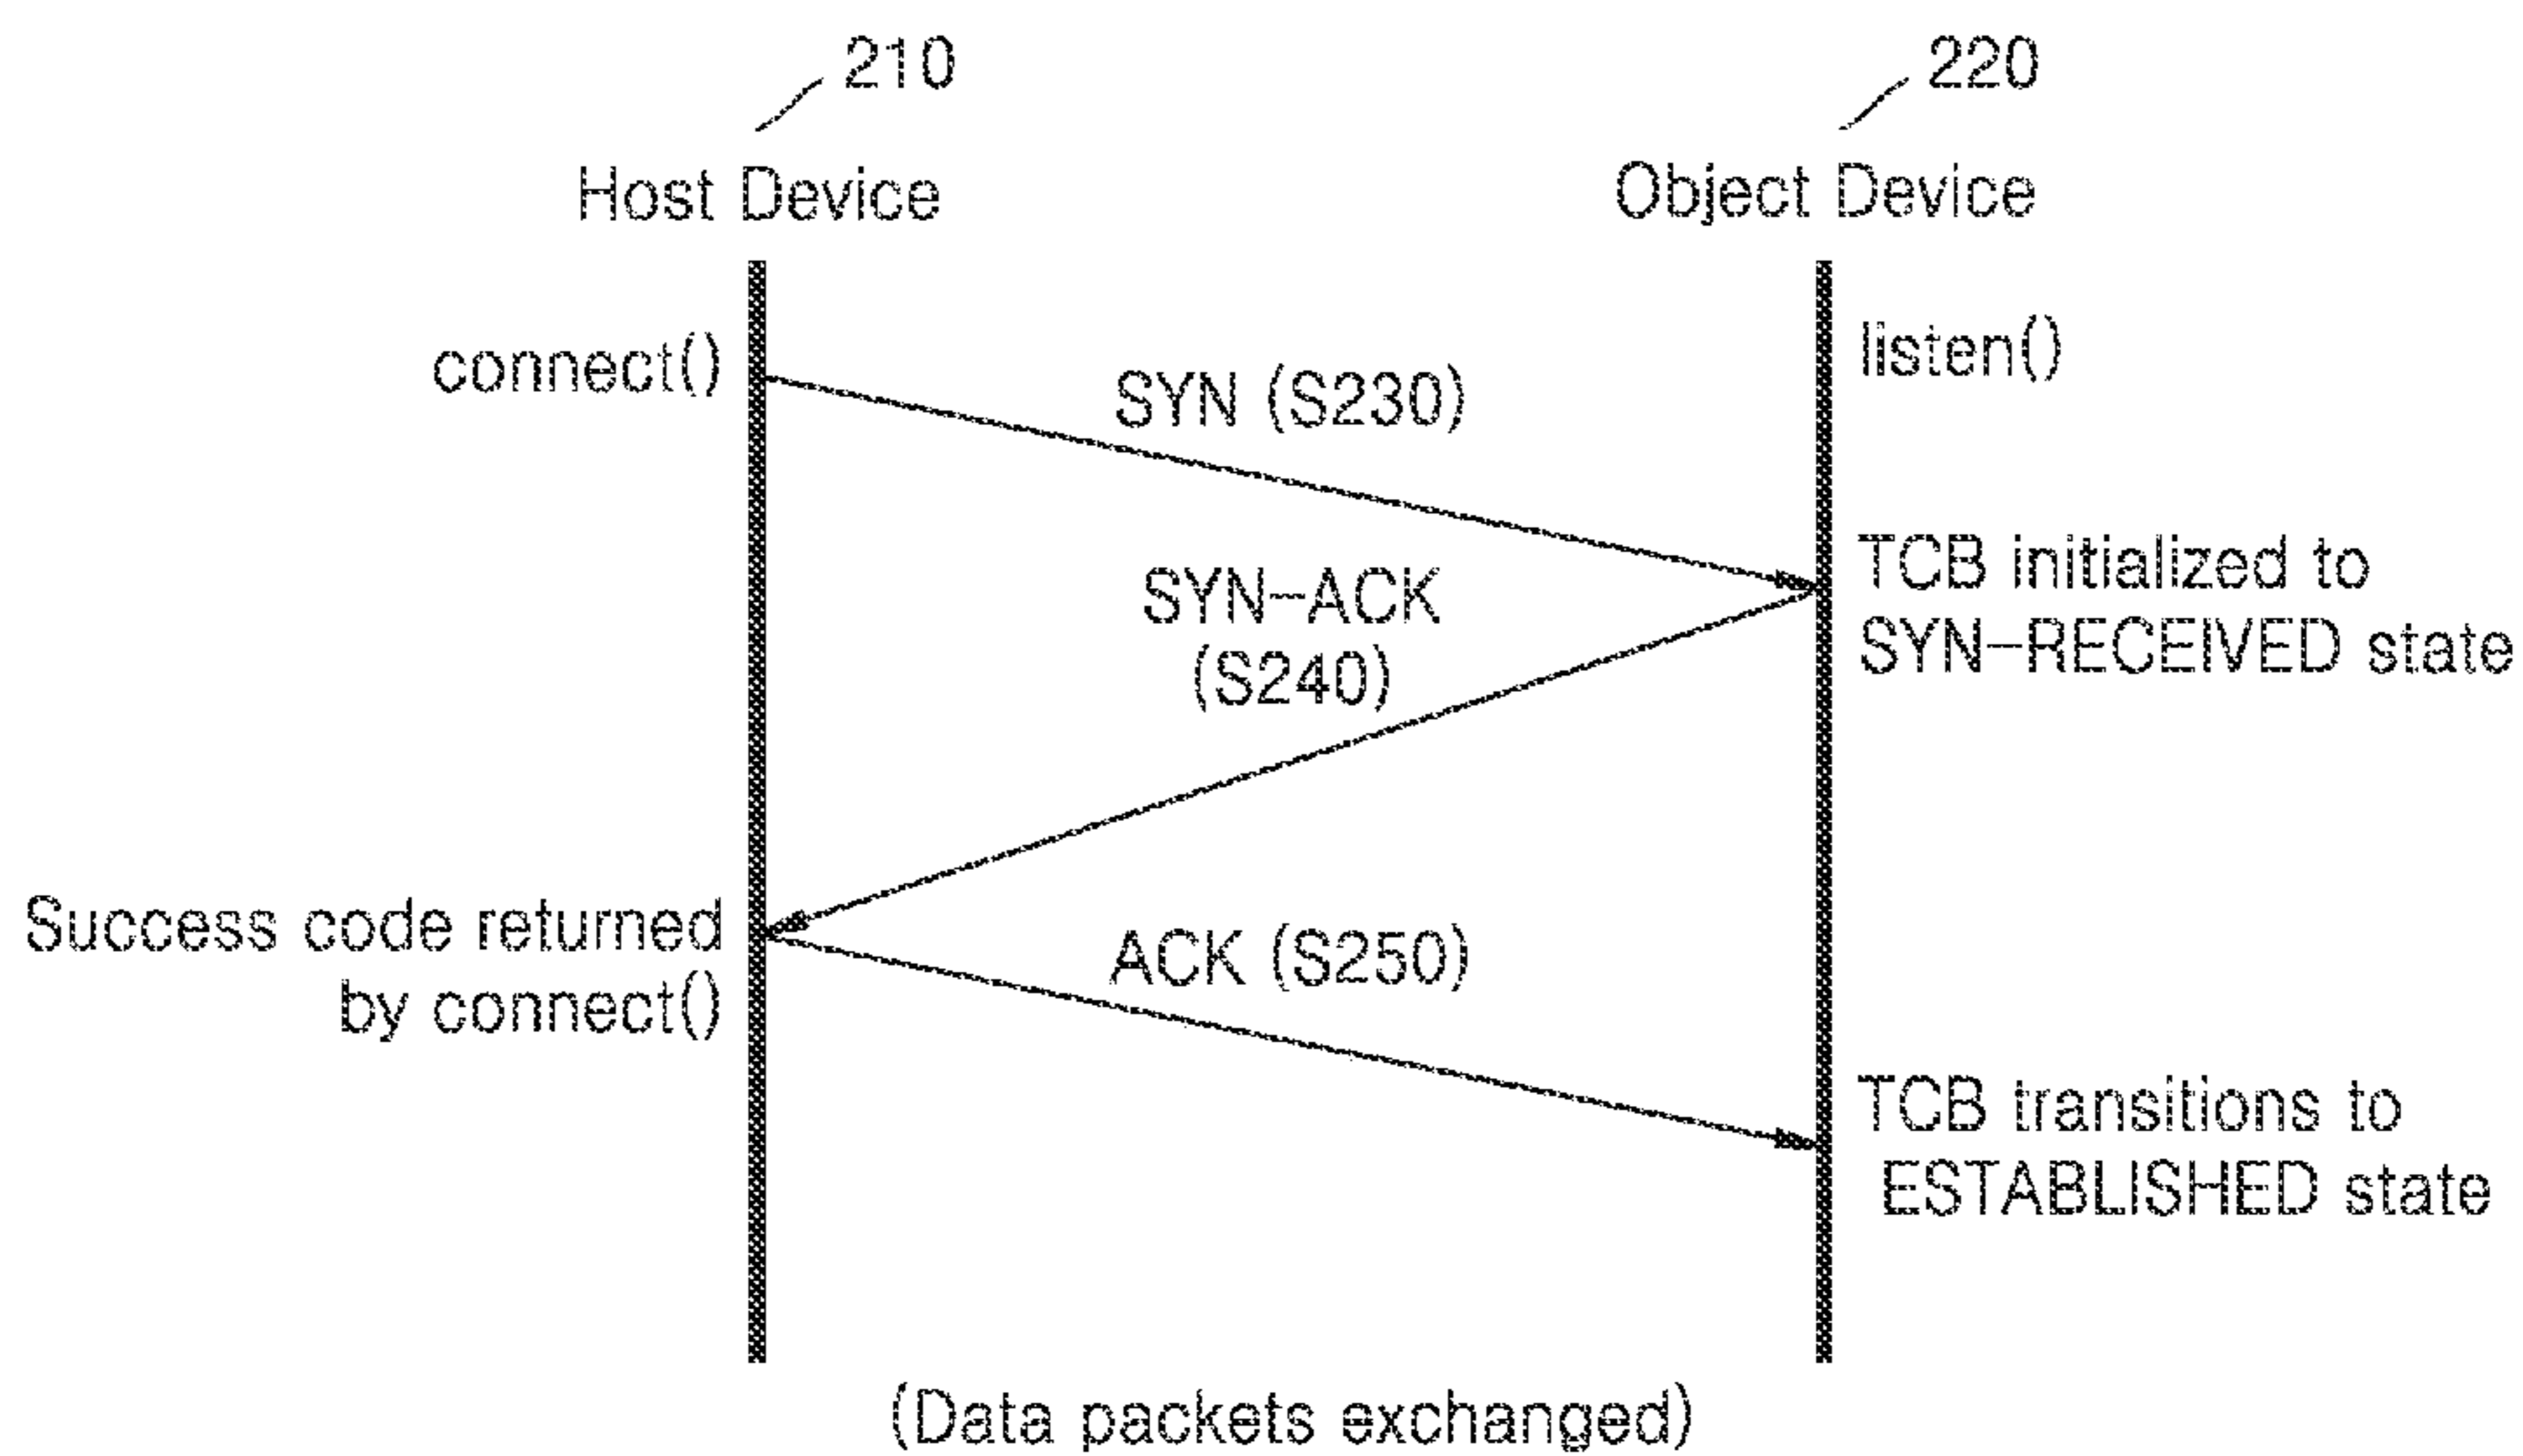 210
220
Host Device
Object Device
connect()
listen()
SYN (S230)
TCB initialized to
SYN-RECEIVED state
SYN-ACK
(S240)
Success code returned
by connect()
ACK (S250)
TCB transitions to
ESTABLISHED state
(Data packets exchanged)